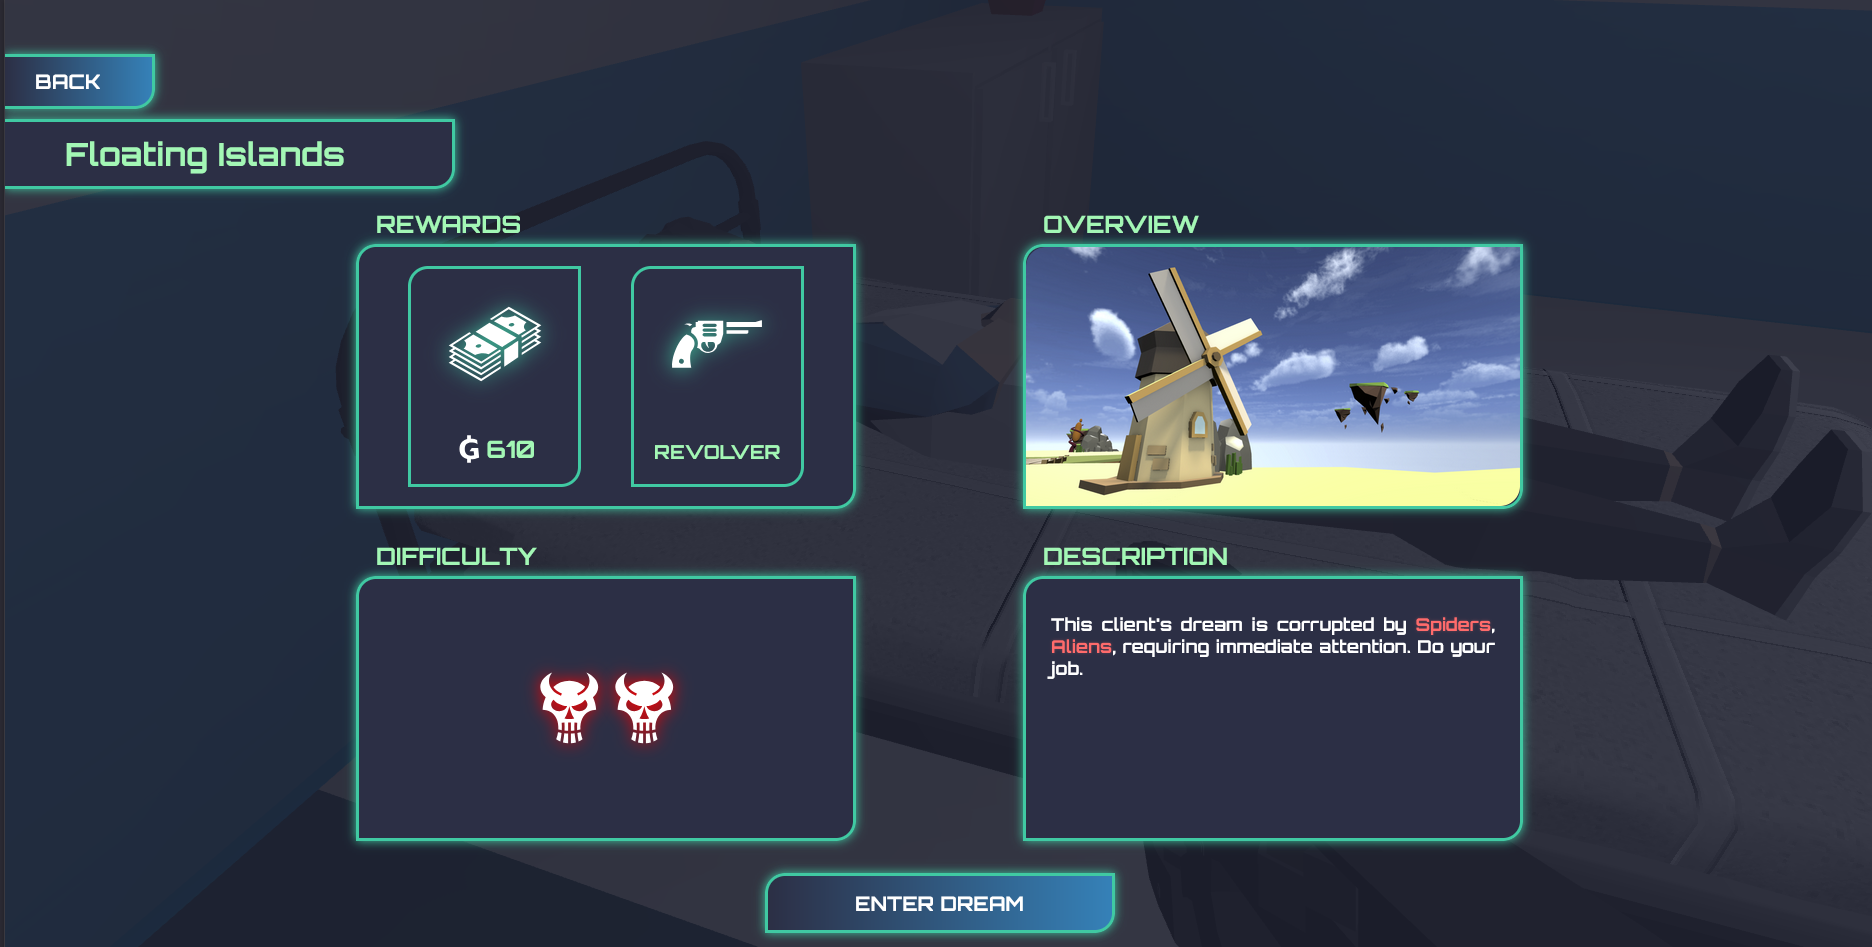 BACK
Floating Islands
REWARDS
₲ 610
REVOLVER
OVERVIEW
DIFFICULTY
DESCRIPTION
This client's dream is corrupted by Spiders,
Aliens, requiring immediate attention. Do your
job.
ENTER DREAM